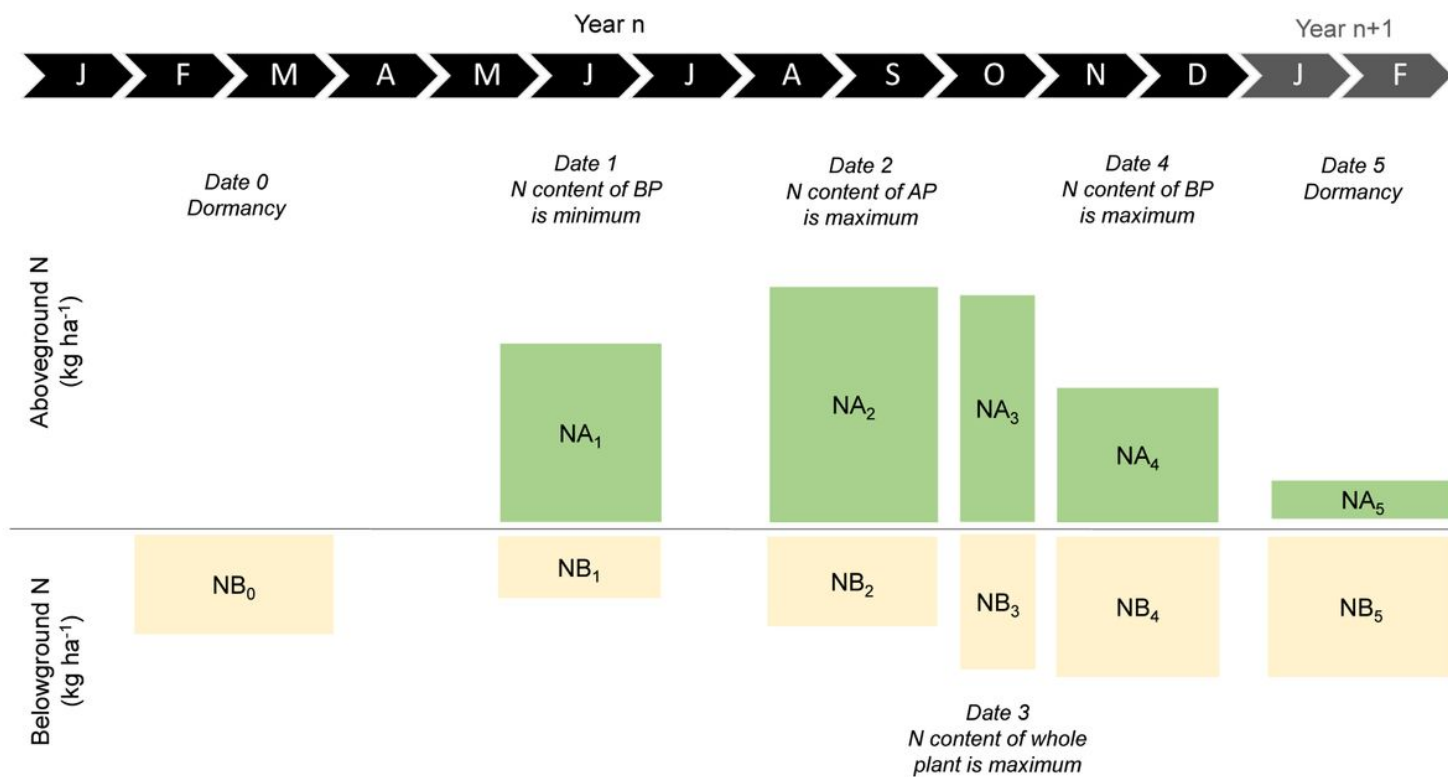 Year n
Year n+1
J F M A M J J A S O N D J F
Date 0
Dormancy
Date 1
N content of BP
is minimum
Date 2
N content of AP
is maximum
Date 4
N content of BP
is maximum
Date 5
Dormancy
Aboveground N
(kg ha⁻¹)
NA₁
NA₂
NA₃
NA₄
NA₅
Belowground N
(kg ha⁻¹)
NB₀
NB₁
NB₂
NB₃
NB₄
NB₅
Date 3
N content of whole
plant is maximum